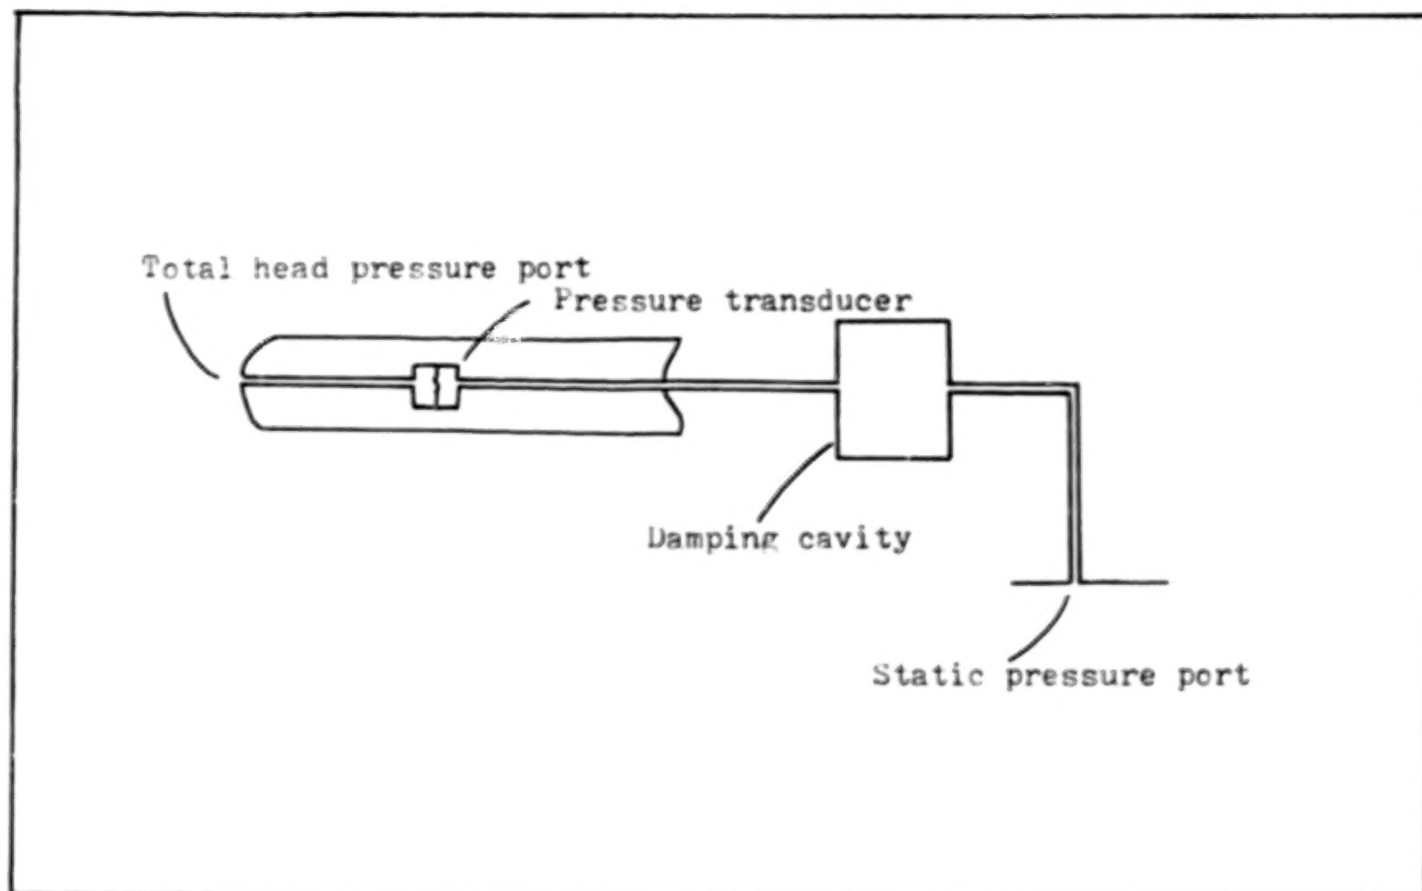 Total head pressure port
Pressure transducer
Damping cavity
Static pressure port